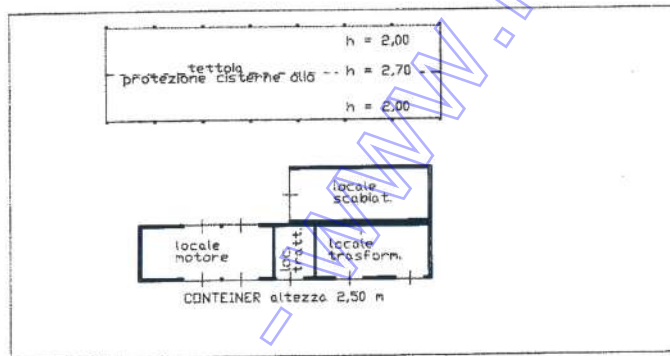 h = 2,00
tettoia
protezione cisterne olio
h = 2,70
h = 2,00
locale
scabiat.
locale
motore
loc.
tratt.
locale
trasform.
CONTEINER altezza 2,50 m
www.